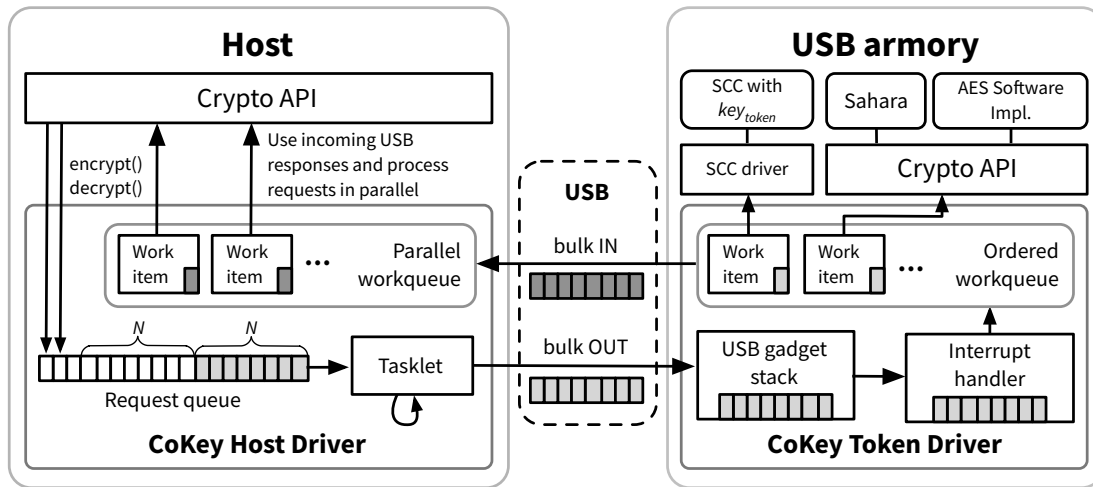 Host
Crypto API
encrypt()
decrypt()
Use incoming USB
responses and process
requests in parallel
Work
item
Work
item
...
Parallel
workqueue
N
N
Request queue
Tasklet
CoKey Host Driver
USB
bulk IN
bulk OUT
USB armory
SCC with
key_token
Sahara
AES Software
Impl.
SCC driver
Crypto API
Work
item
Work
item
...
Ordered
workqueue
USB gadget
stack
Interrupt
handler
CoKey Token Driver